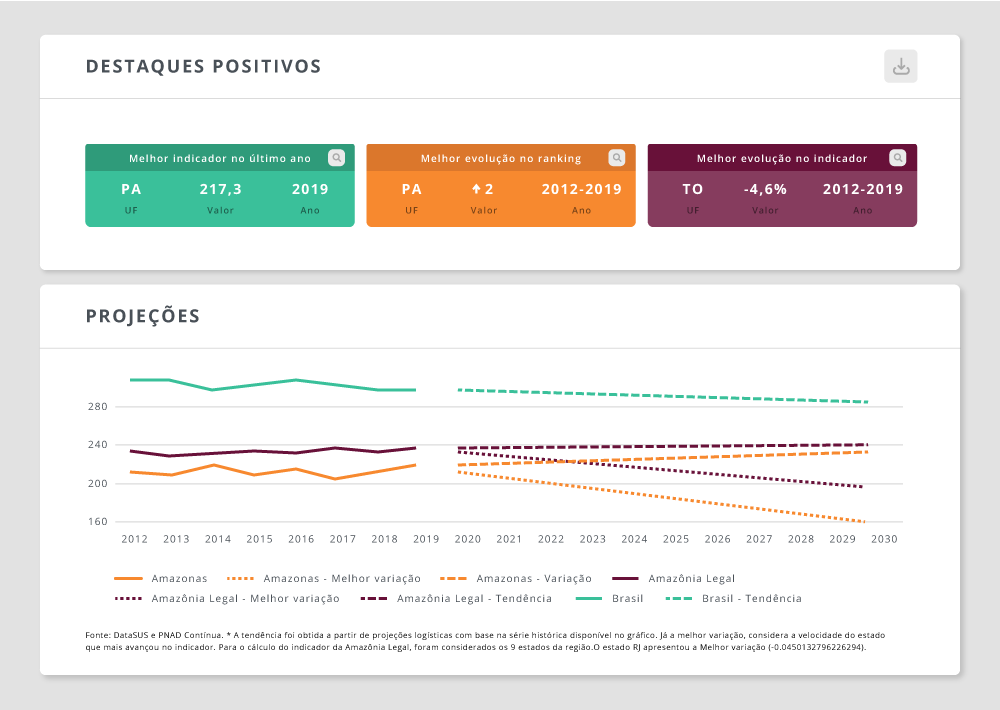 DESTAQUES POSITIVOS
Melhor indicador no último ano
PA 217,3 2019
UF Valor Ano
Melhor evolução no ranking
PA 2 2012-2019
UF Valor Ano
Melhor evolução no indicador
TO -4,6% 2012-2019
UF Valor Ano
PROJEÇÕES
280
240
200
160
2012 2013 2014 2015 2016 2017 2018 2019 2020 2021 2022 2023 2024 2025 2026 2027 2028 2029 2030
Amazonas Amazonas - Melhor variação Amazonas - Variação Amazônia Legal
Amazônia Legal - Melhor variação Amazônia Legal - Tendência Brasil Brasil - Tendência
Fonte: DataSUS e PNAD Contínua. * A tendência foi obtida a partir de projeções logísticas com base na série histórica disponível no gráfico. Já a melhor variação, considera a velocidade do estado
que mais avançou no indicador. Para o cálculo do indicador da Amazônia Legal, foram considerados os 9 estados da região.O estado RJ apresentou a Melhor variação (-0.0450132796226294).